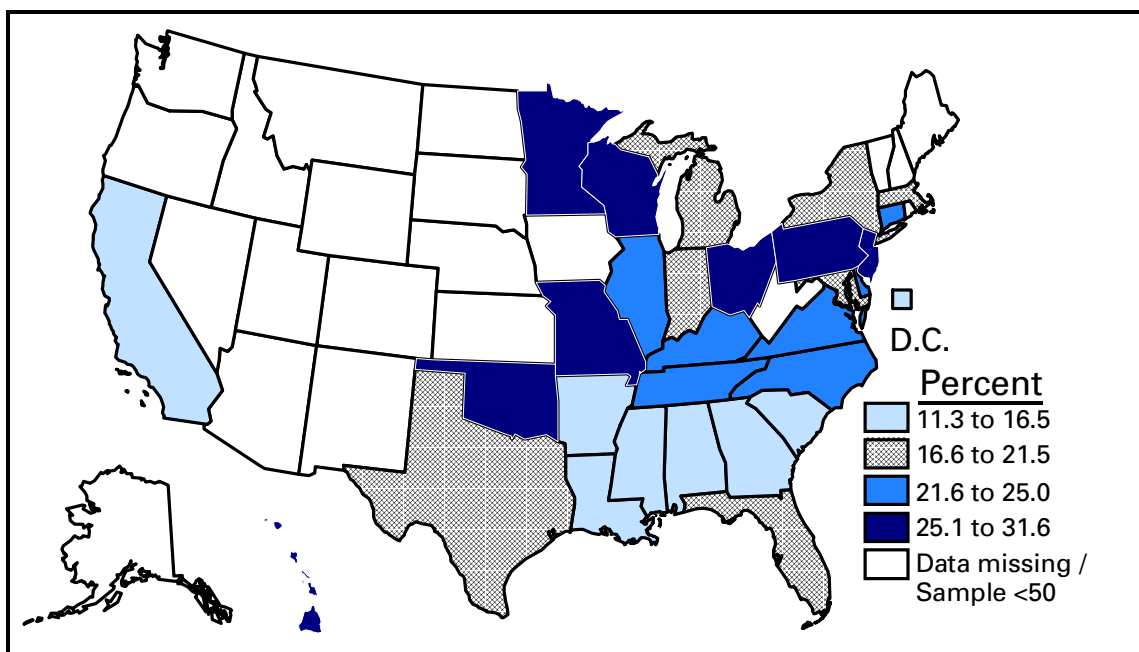 D.C.
Percent
11.3 to 16.5
16.6 to 21.5
21.6 to 25.0
25.1 to 31.6
Data missing /
Sample <50